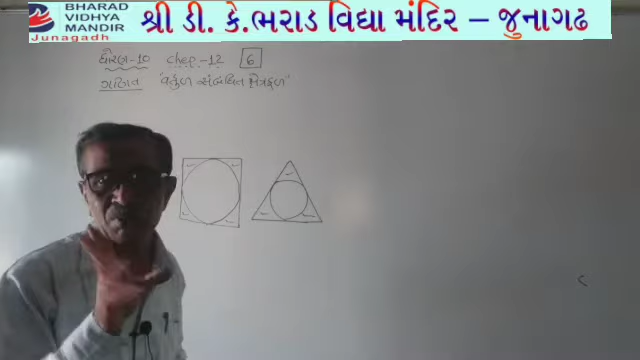 BHARAD
VIDHYA
MANDIR
Junagadh
શ્રી ડી. કે.ભરાડ વિદ્યા મંદિર – જુનાગઢ
ધોરણ-10 chep.-12 6
ગણિત "વર્તુળ સંબંધિત ક્ષેત્રફળ"